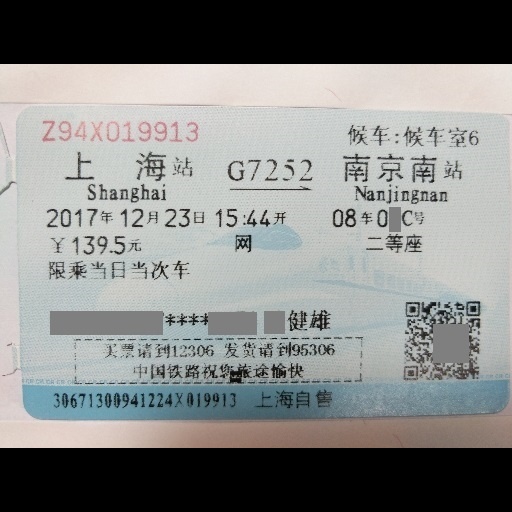 Z94X019913
候车:候车室6
上海站 G7252 南京南站
Shanghai Nanjingnan
2017年12月23日 15:44开 08车0 C号
￥139.5元 网 二等座
限乘当日当次车
**** 健雄
买票请到12306 发货请到95306
中国铁路祝您旅途愉快
30671300941224X019913 上海自售